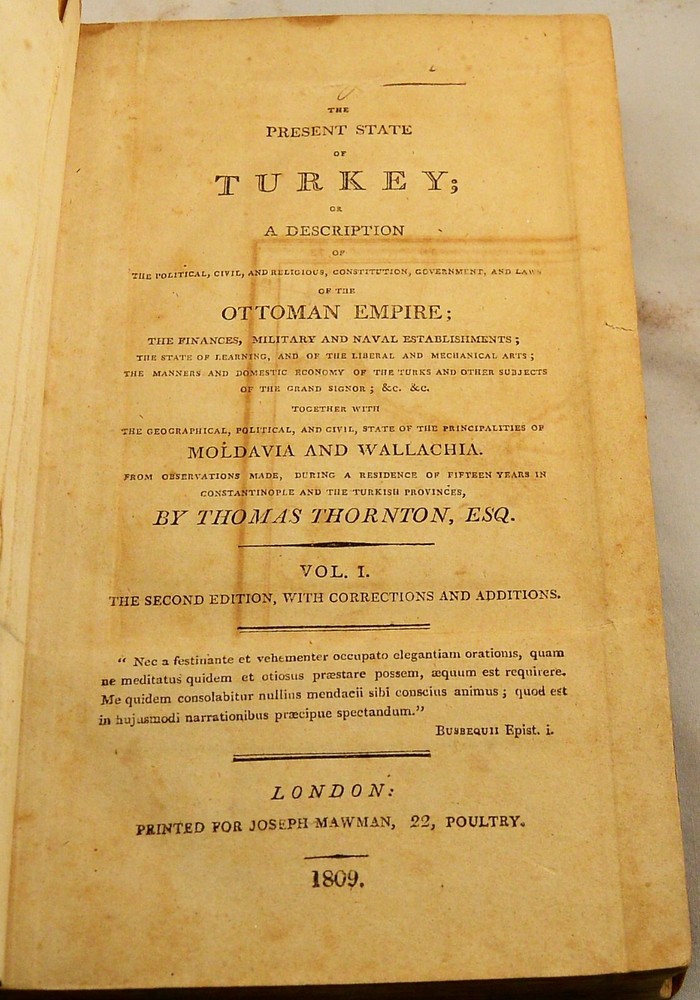 THE
PRESENT STATE
OF
TURKEY;
OR
A DESCRIPTION
OF
THE POLITICAL, CIVIL, AND RELIGIOUS, CONSTITUTION, GOVERNMENT, AND LAWS
OF THE
OTTOMAN EMPIRE;
THE FINANCES, MILITARY AND NAVAL ESTABLISHMENTS;
THE STATE OF LEARNING, AND OF THE LIBERAL AND MECHANICAL ARTS;
THE MANNERS AND DOMESTIC ECONOMY OF THE TURKS AND OTHER SUBJECTS
OF THE GRAND SIGNOR; &c. &c.
TOGETHER WITH
THE GEOGRAPHICAL, POLITICAL, AND CIVIL, STATE OF THE PRINCIPALITIES OF
MOLDAVIA AND WALLACHIA.
FROM OBSERVATIONS MADE, DURING A RESIDENCE OF FIFTEEN YEARS IN
CONSTANTINOPLE AND THE TURKISH PROVINCES,
BY THOMAS THORNTON, ESQ.
VOL. I.
THE SECOND EDITION, WITH CORRECTIONS AND ADDITIONS.
“ Nec a festinante et vehementer occupato elegantiam orationis, quam
ne meditatus quidem et otiosus præstare possem, æquum est requirere.
Me quidem consolabitur nullius mendacii sibi conscius animus; quod est
in hujusmodi narrationibus præcipue spectandum.”
BUSBEQUII Epist. i.
LONDON:
PRINTED FOR JOSEPH MAWMAN, 22, POULTRY.
1809.